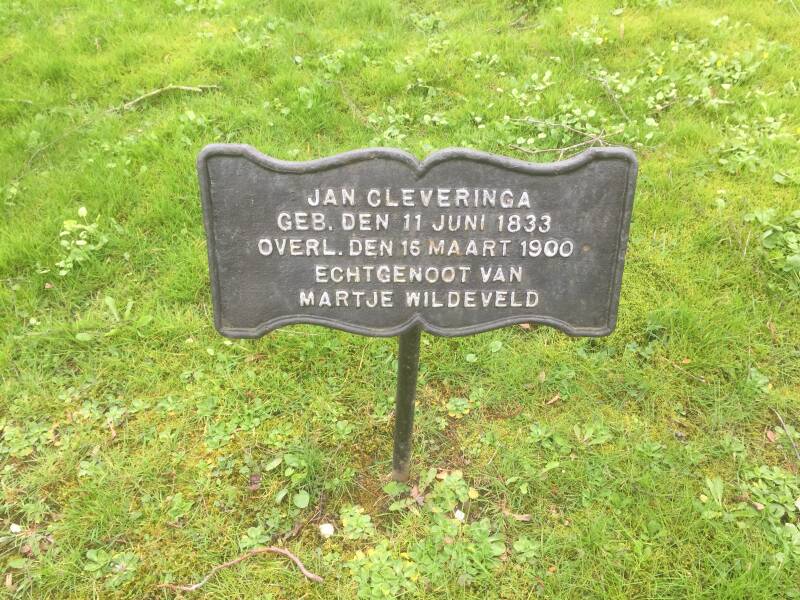 JAN CLEVERINGA
GEB. DEN 11 JUNI 1833
OVERL. DEN 16 MAART 1900
ECHTGENOOT VAN
MARTJE WILDEVELD